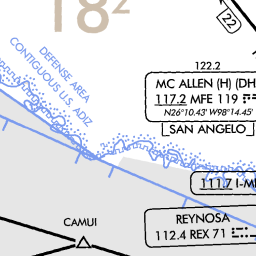 18²
22
DEFENSE AREA
CONTIGUOUS U.S. ADIZ
122.2
MC ALLEN (H) (DH
117.2 MFE 119
N26°10.43' W98°14.45'
SAN ANGELO
111.7 I-M
CAMUI
REYNOSA
112.4 REX 71